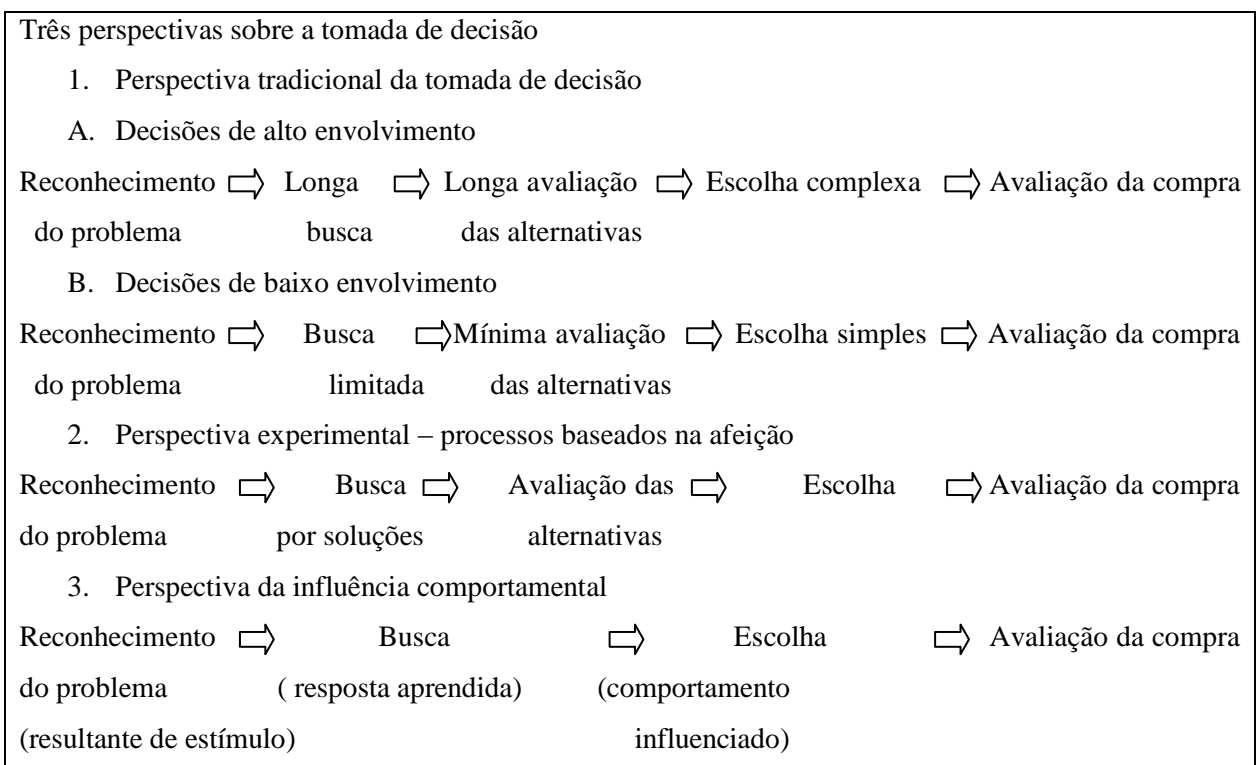 Três perspectivas sobre a tomada de decisão
1. Perspectiva tradicional da tomada de decisão
A. Decisões de alto envolvimento
Reconhecimento ⇨ Longa ⇨ Longa avaliação ⇨ Escolha complexa ⇨ Avaliação da compra
do problema busca das alternativas
B. Decisões de baixo envolvimento
Reconhecimento ⇨ Busca ⇨ Mínima avaliação ⇨ Escolha simples ⇨ Avaliação da compra
do problema limitada das alternativas
2. Perspectiva experimental – processos baseados na afeição
Reconhecimento ⇨ Busca ⇨ Avaliação das ⇨ Escolha ⇨ Avaliação da compra
do problema por soluções alternativas
3. Perspectiva da influência comportamental
Reconhecimento ⇨ Busca ⇨ Escolha ⇨ Avaliação da compra
do problema ( resposta aprendida) (comportamento
(resultante de estímulo) influenciado)